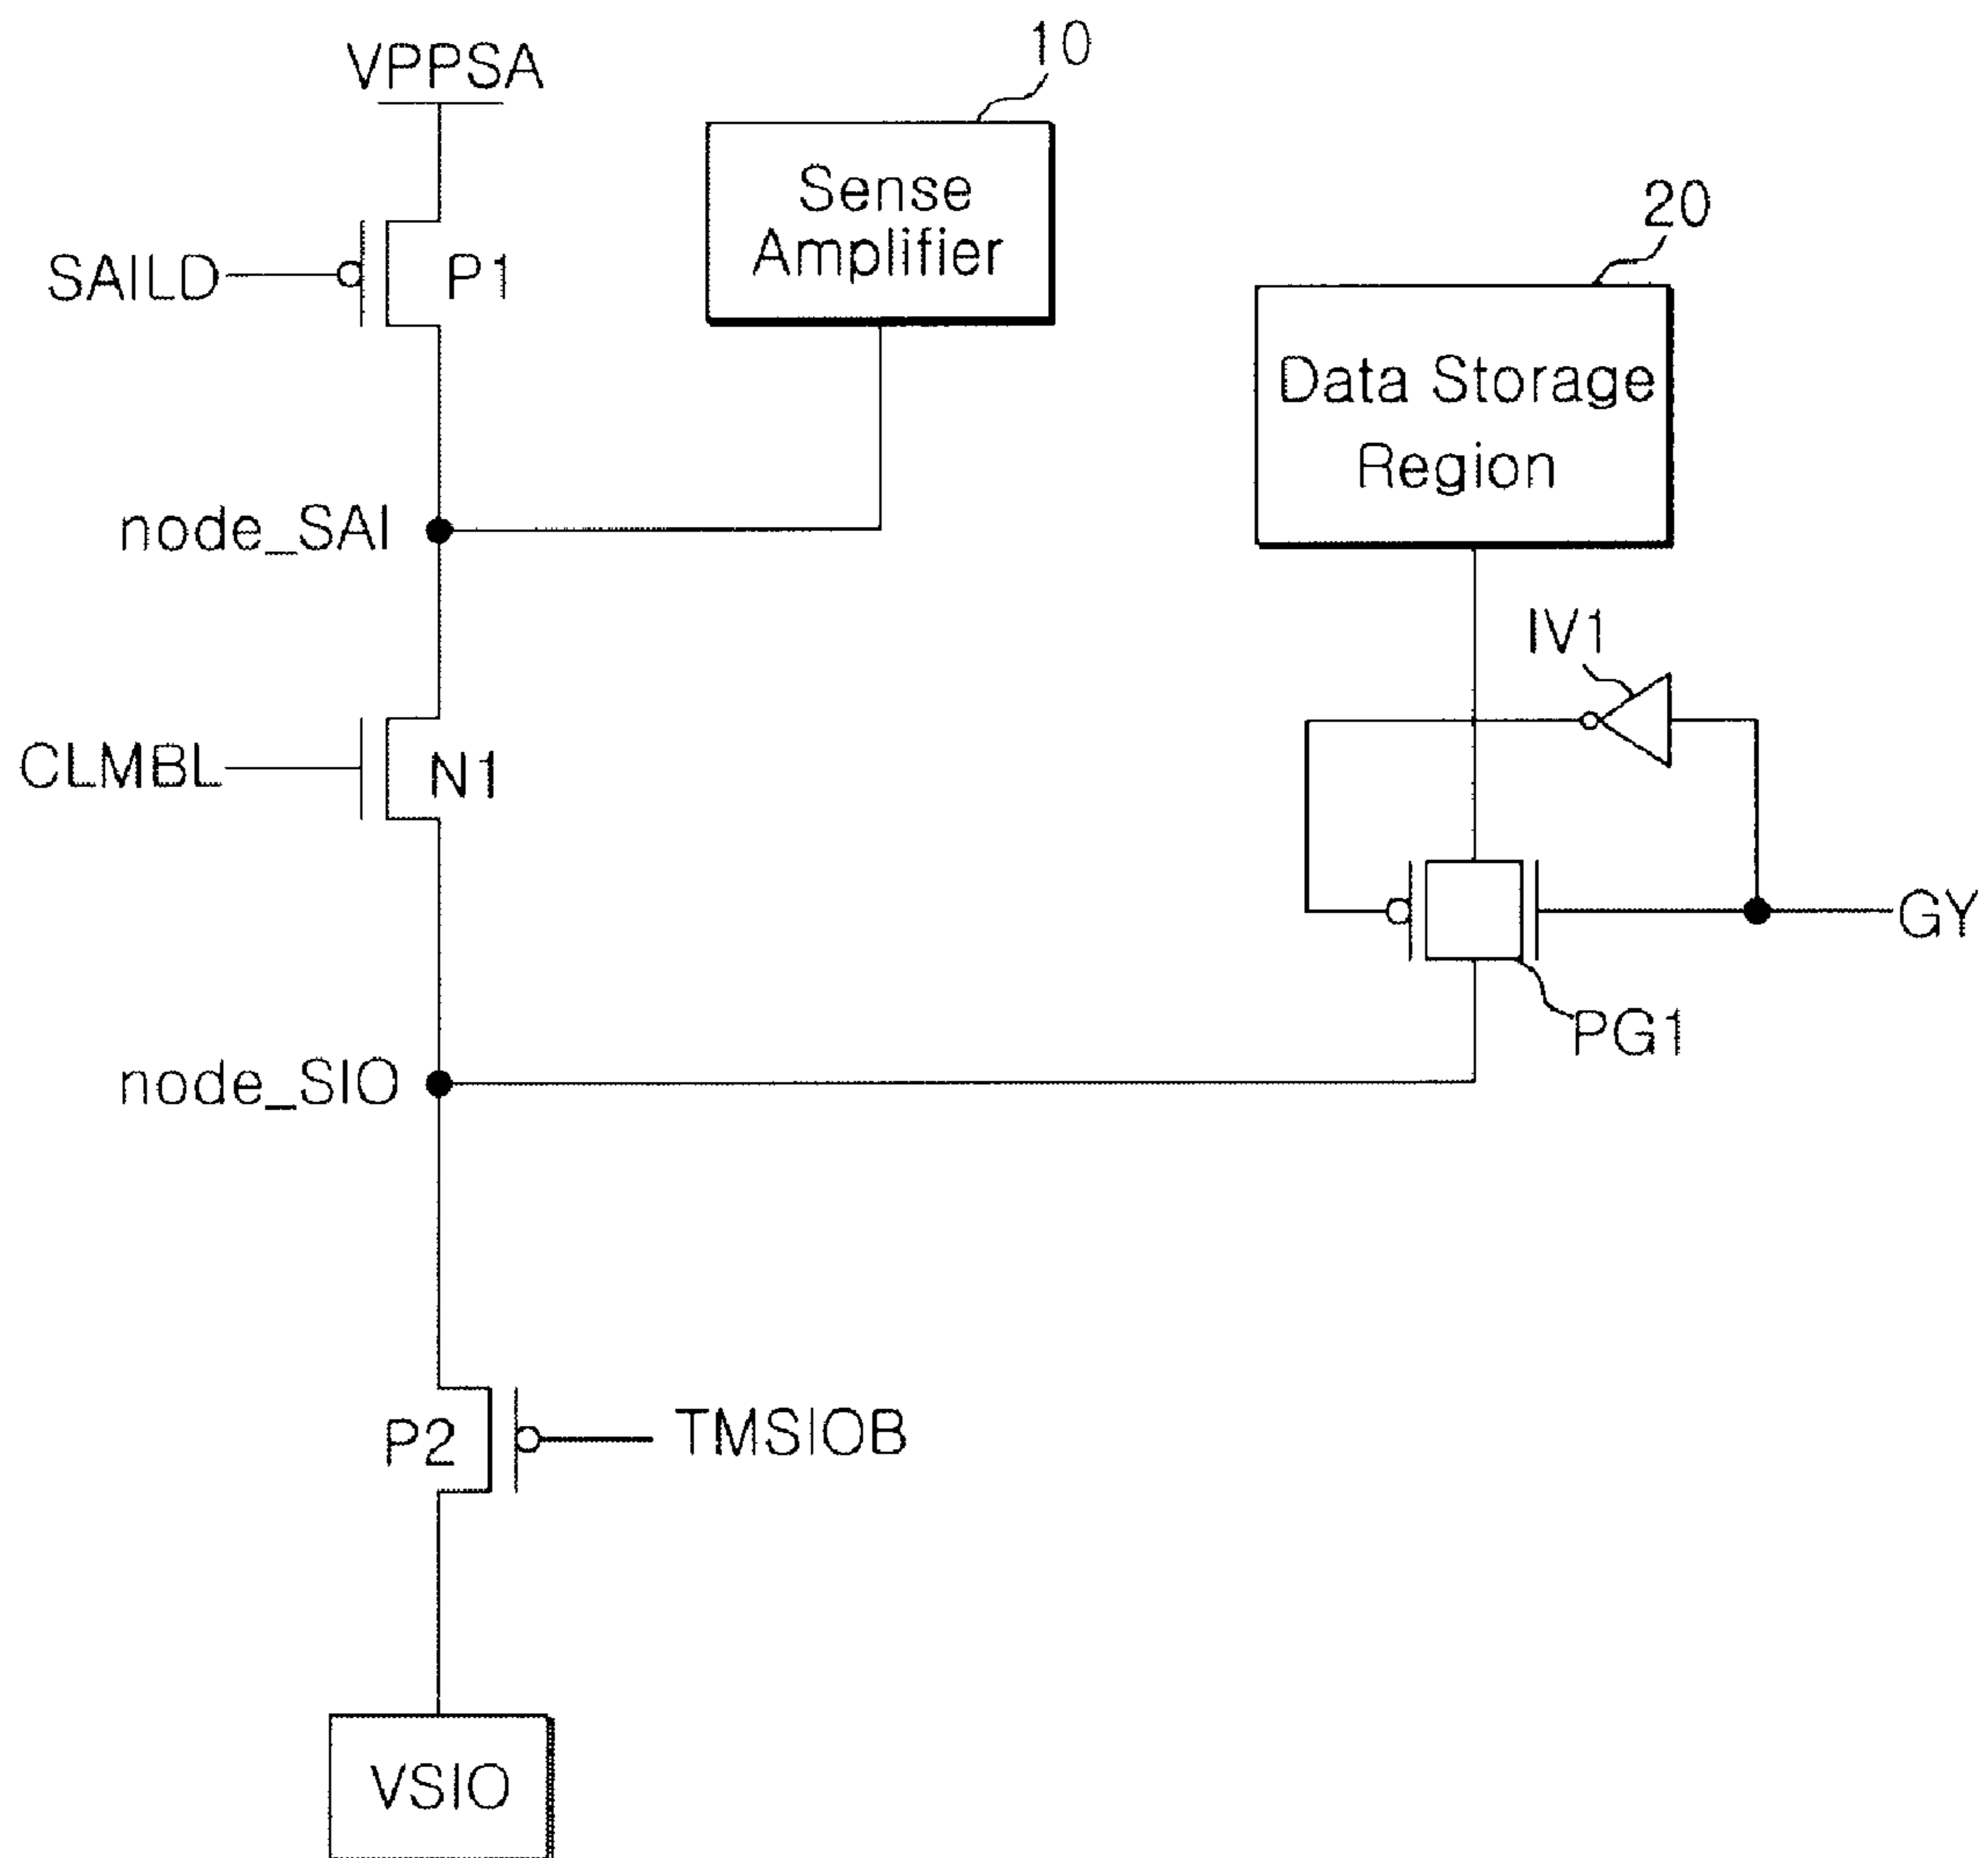 10
VPPSA
Sense
Amplifier
20
SAILD
P1
Data Storage
Region
node_SAI
IV1
CLMBL
N1
GY
PG1
node_SIO
P2
TMSIOB
VSIO